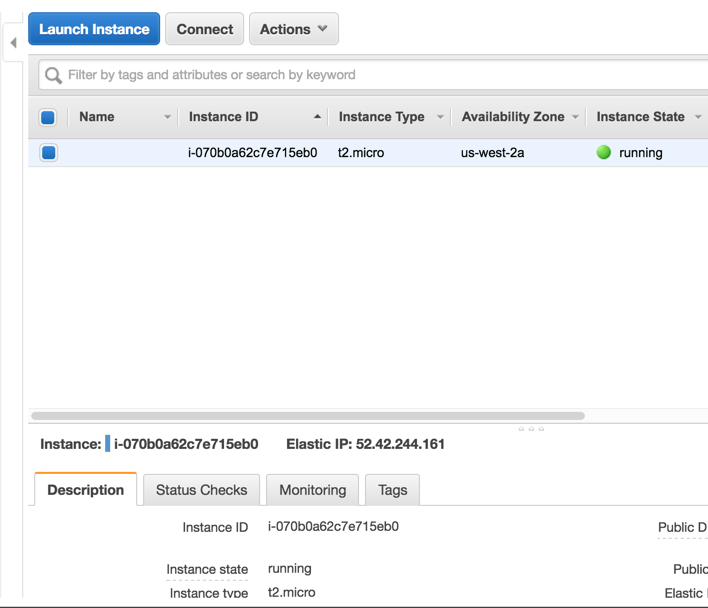 Launch Instance Connect Actions
Filter by tags and attributes or search by keyword
Name Instance ID Instance Type Availability Zone Instance State
i-070b0a62c7e715eb0 t2.micro us-west-2a running
Instance: i-070b0a62c7e715eb0 Elastic IP: 52.42.244.161
Description Status Checks Monitoring Tags
Instance ID i-070b0a62c7e715eb0 Public D
Instance state running Public
Instance type t2.micro Elastic